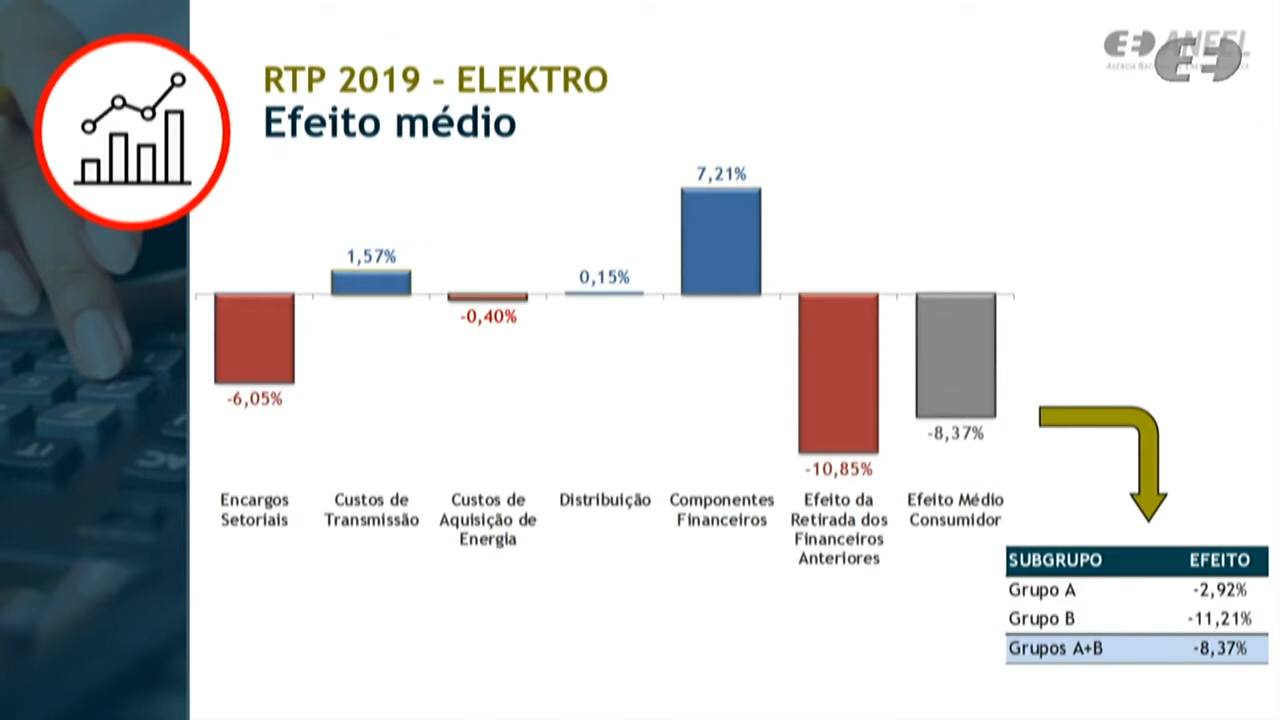 ANEEL
RTP 2019 - ELEKTRO
Efeito médio
7,21%
1,57%
0,15%
-0,40%
-6,05%
-8,37%
-10,85%
Encargos
Setoriais
Custos de
Transmissão
Custos de
Aquisição de
Energia
Distribuição
Componentes
Financeiros
Efeito da
Retirada dos
Financeiros
Anteriores
Efeito Médio
Consumidor
SUBGRUPO EFEITO
Grupo A -2,92%
Grupo B -11,21%
Grupos A+B -8,37%